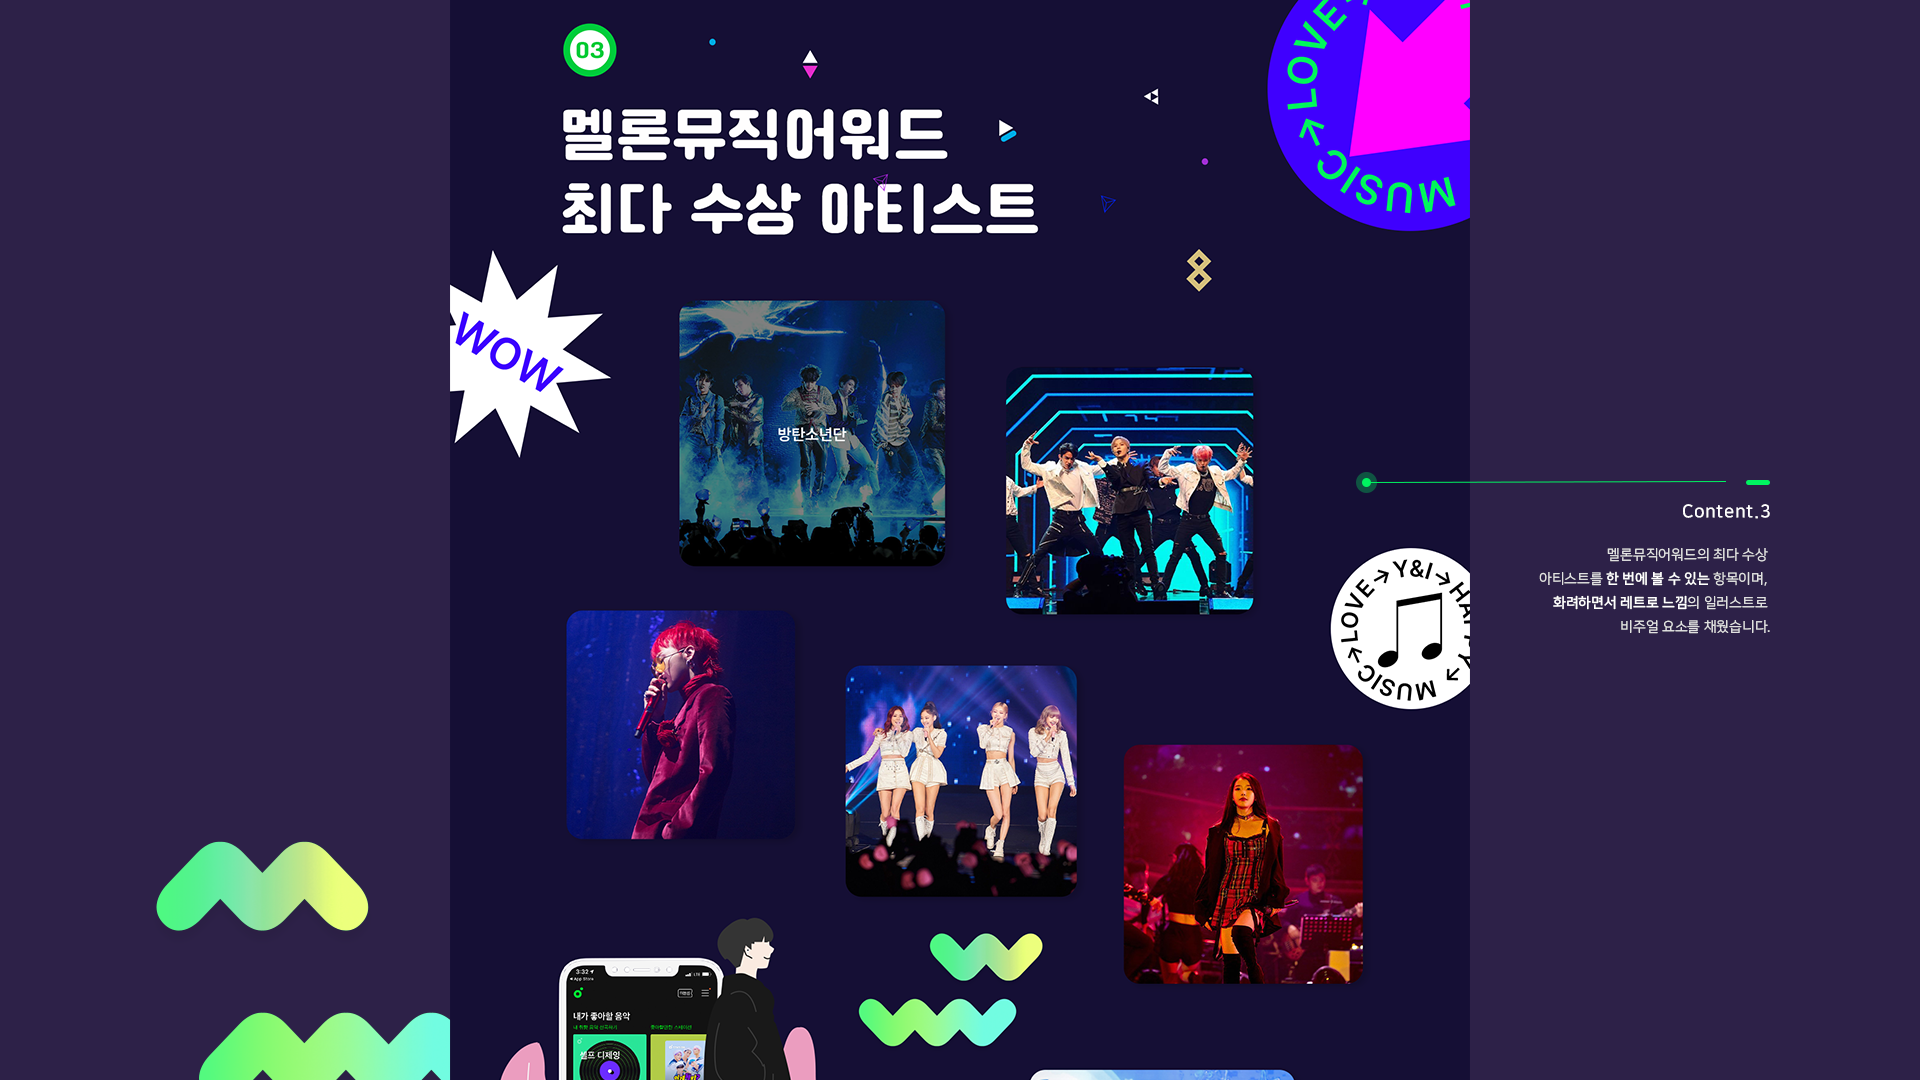 03
멜론뮤직어워드
최다 수상 아티스트
LOVE→
→MUSIC
WOW
방탄소년단
→LOVE→Y&I→HAPPY→MUSIC
Content.3
멜론뮤직어워드의 최다 수상
아티스트를 한 번에 볼 수 있는 항목이며,
화려하면서 레트로 느낌의 일러스트로
비주얼 요소를 채웠습니다.
3:32
App Store
LTE
내가 좋아할 음악
셀프 디제잉